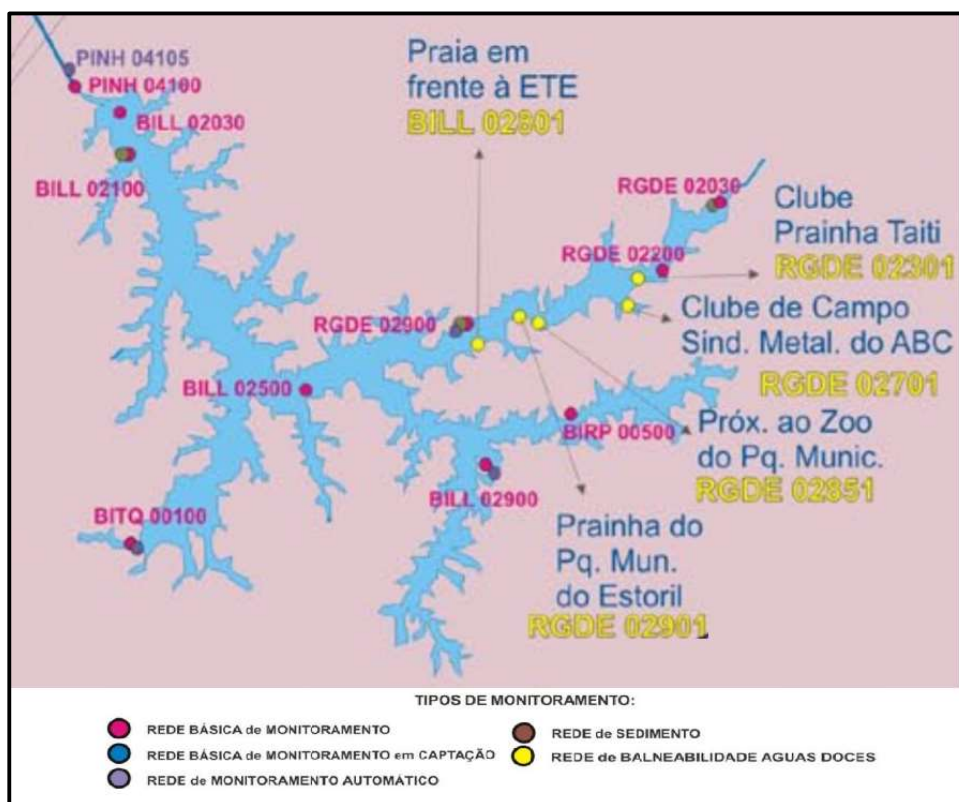 PINH 04105
PINH 04100
BILL 02030
BILL 02100
Praia em
frente à ETE
BILL 02801
RGDE 02030
Clube
Prainha Taiti
RGDE 02301
RGDE 02200
Clube de Campo
Sind. Metal. do ABC
RGDE 02701
RGDE 02900
BILL 02500
BIRP 00500
Próx. ao Zoo
do Pq. Munic.
RGDE 02851
BILL 02900
BITQ 00100
Prainha do
Pq. Mun.
do Estoril
RGDE 02901
TIPOS DE MONITORAMENTO:
REDE BÁSICA de MONITORAMENTO
REDE BÁSICA de MONITORAMENTO em CAPTAÇÃO
REDE de MONITORAMENTO AUTOMÁTICO
REDE de SEDIMENTO
REDE de BALNEABILIDADE AGUAS DOCES